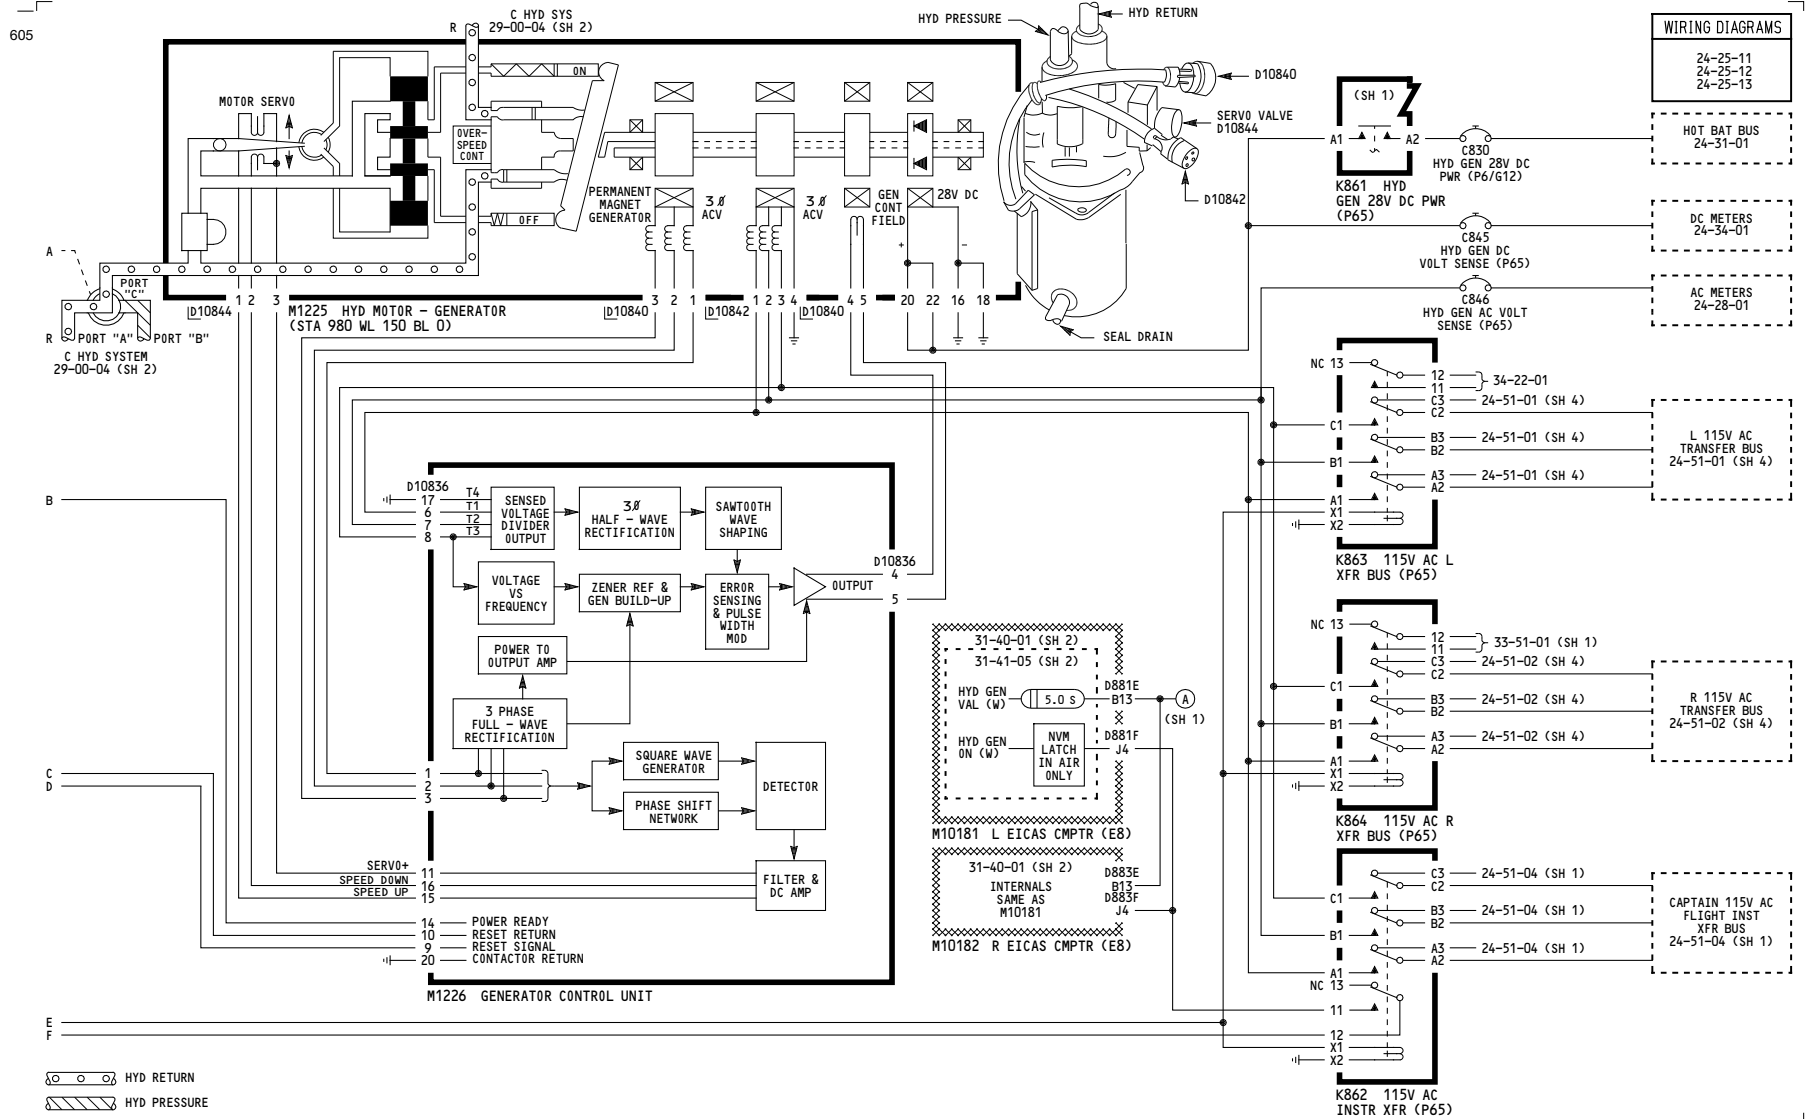 605
C HYD SYS
R 29-00-04 (SH 2)
HYD PRESSURE
HYD RETURN
WIRING DIAGRAMS
24-25-11
24-25-12
24-25-13
ON
MOTOR SERVO
OVER-
SPEED
CONT
OFF
PERMANENT
MAGNET
GENERATOR
3 Ø
ACV
3 Ø
ACV
GEN
CONT
FIELD
28V DC
+ −
D10840
SERVO VALVE
D10844
D10842
SEAL DRAIN
(SH 1)
A1 A2
C830
HYD GEN 28V DC
PWR (P6/G12)
HOT BAT BUS
24-31-01
K861 HYD
GEN 28V DC PWR
(P65)
C845
HYD GEN DC
VOLT SENSE (P65)
DC METERS
24-34-01
C846
HYD GEN AC VOLT
SENSE (P65)
AC METERS
24-28-01
A
PORT
"C"
R PORT "A" PORT "B"
C HYD SYSTEM
29-00-04 (SH 2)
1 2 3
D10844
M1225 HYD MOTOR - GENERATOR
(STA 980 WL 150 BL 0)
3 2 1
D10840
1 2 3 4
D10842
4 5
D10840
20 22 16 18
NC 13
12
11
34-22-01
C3 24-51-01 (SH 4)
C2
C1
B3 24-51-01 (SH 4)
B2
B1
A3 24-51-01 (SH 4)
A2
A1
X1
X2
L 115V AC
TRANSFER BUS
24-51-01 (SH 4)
K863 115V AC L
XFR BUS (P65)
NC 13
12
11
33-51-01 (SH 1)
C3 24-51-02 (SH 4)
C2
C1
B3 24-51-02 (SH 4)
B2
B1
A3 24-51-02 (SH 4)
A2
A1
X1
X2
R 115V AC
TRANSFER BUS
24-51-02 (SH 4)
K864 115V AC R
XFR BUS (P65)
C3 24-51-04 (SH 1)
C2
C1
B3 24-51-04 (SH 1)
B2
B1
A3 24-51-04 (SH 1)
A2
A1
NC 13
11
12
X1
X2
CAPTAIN 115V AC
FLIGHT INST
XFR BUS
24-51-04 (SH 1)
K862 115V AC
INSTR XFR (P65)
B
C
D
E
F
D10836
17 T4
6 T1
7 T2
8 T3
SENSED
VOLTAGE
DIVIDER
OUTPUT
3Ø
HALF - WAVE
RECTIFICATION
SAWTOOTH
WAVE
SHAPING
VOLTAGE
VS
FREQUENCY
ZENER REF &
GEN BUILD-UP
ERROR
SENSING
& PULSE
WIDTH
MOD
OUTPUT
D10836
4
5
POWER TO
OUTPUT AMP
3 PHASE
FULL - WAVE
RECTIFICATION
1
2
3
SQUARE WAVE
GENERATOR
PHASE SHIFT
NETWORK
DETECTOR
FILTER &
DC AMP
SERVO+ 11
SPEED DOWN 16
SPEED UP 15
14 POWER READY
10 RESET RETURN
9 RESET SIGNAL
20 CONTACTOR RETURN
M1226 GENERATOR CONTROL UNIT
31-40-01 (SH 2)
31-41-05 (SH 2)
HYD GEN
VAL (W)
5.0 S
D881E
B13
A
(SH 1)
HYD GEN
ON (W)
NVM
LATCH
IN AIR
ONLY
D881F
J4
M10181 L EICAS CMPTR (E8)
31-40-01 (SH 2)
INTERNALS
SAME AS
M10181
D883E
B13
D883F
J4
M10182 R EICAS CMPTR (E8)
HYD RETURN
HYD PRESSURE